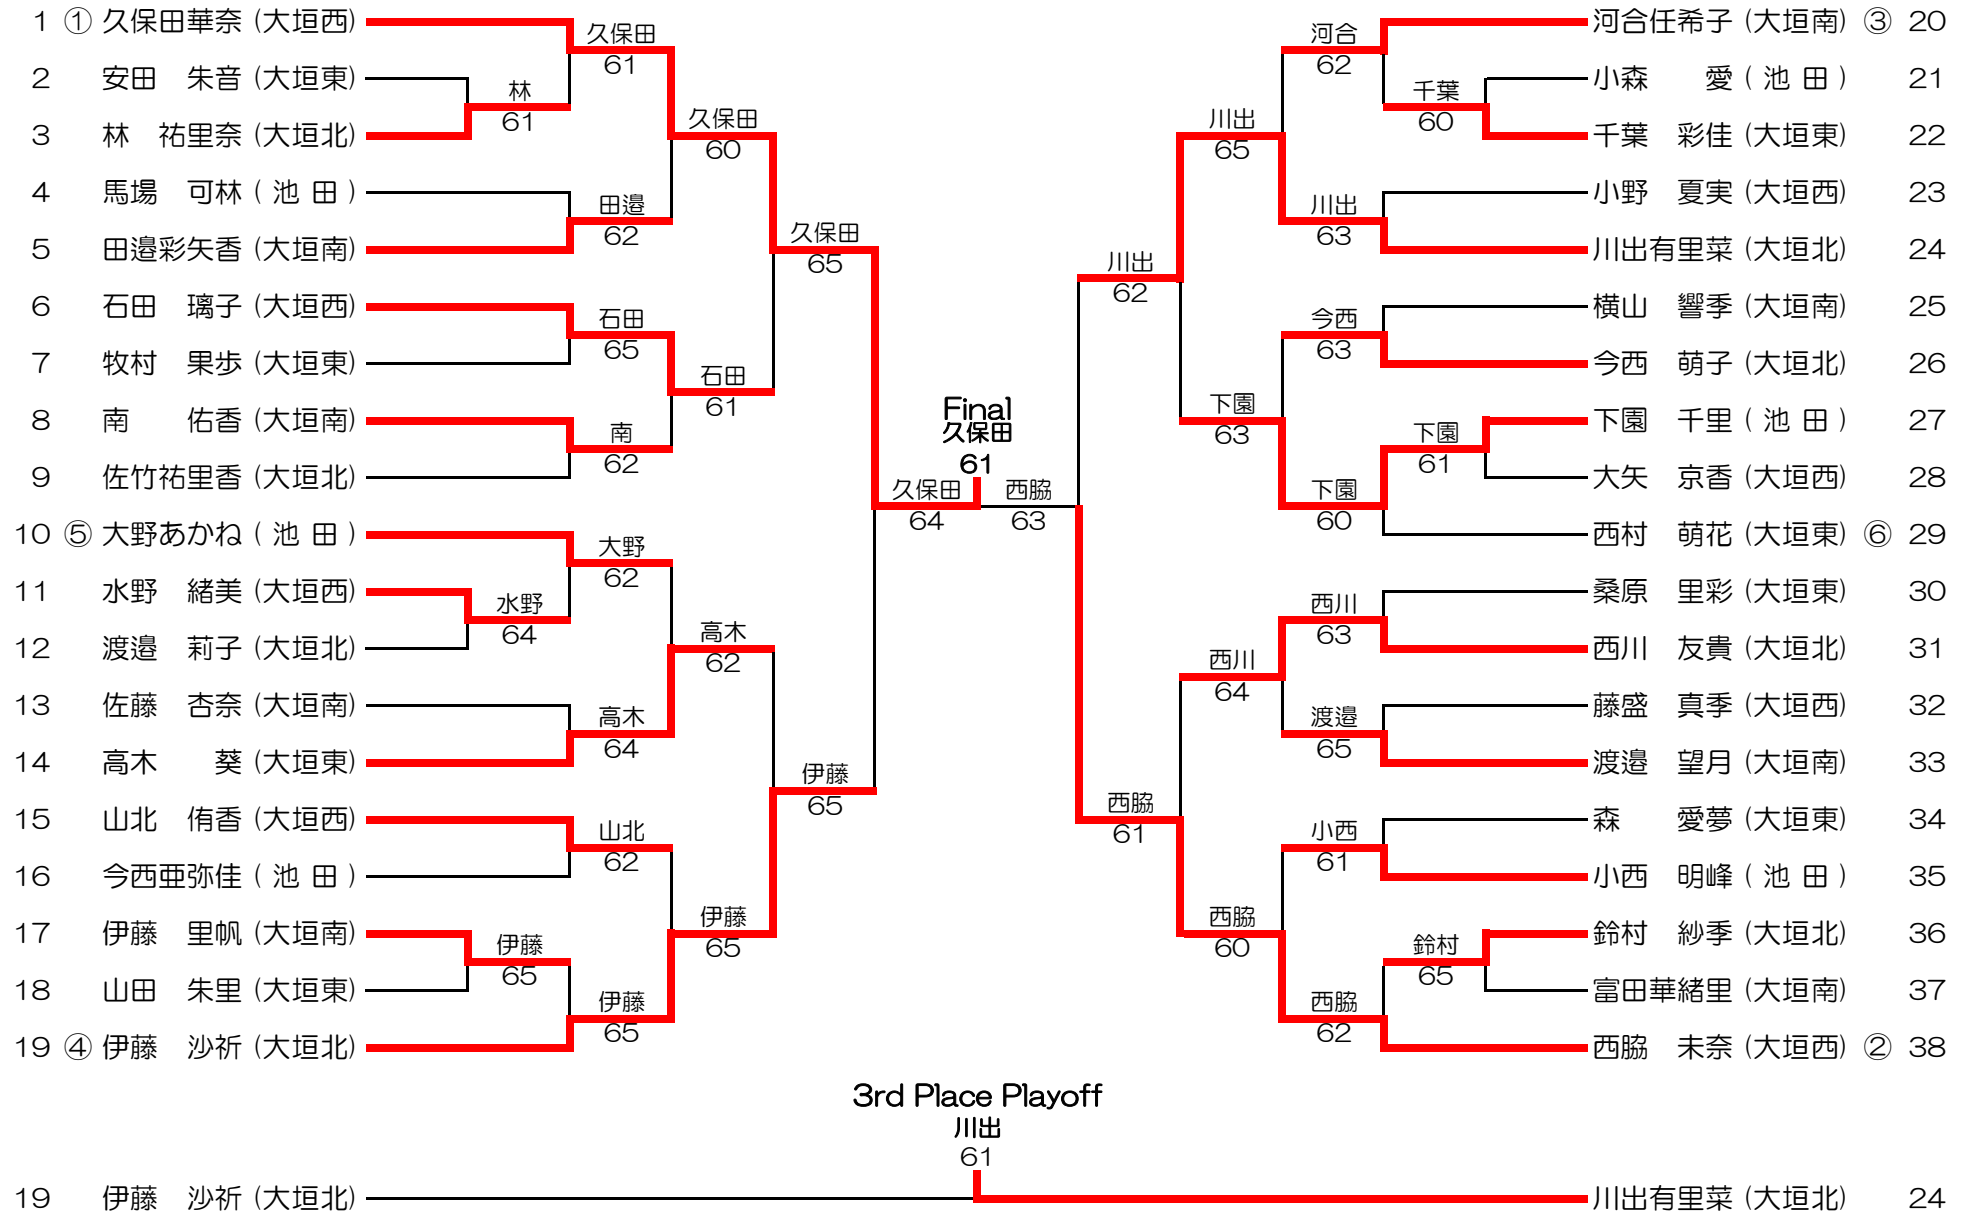 1 ① 久保田華奈 (大垣西)
2 安田 朱音 (大垣東)
3 林 祐里奈 (大垣北)
4 馬場 可林 ( 池 田 )
5 田邉彩矢香 (大垣南)
6 石田 璃子 (大垣西)
7 牧村 果歩 (大垣東)
8 南 佑香 (大垣南)
9 佐竹祐里香 (大垣北)
10 ⑤ 大野あかね ( 池 田 )
11 水野 緒美 (大垣西)
12 渡邉 莉子 (大垣北)
13 佐藤 杏奈 (大垣南)
14 高木 葵 (大垣東)
15 山北 侑香 (大垣西)
16 今西亜弥佳 ( 池 田 )
17 伊藤 里帆 (大垣南)
18 山田 朱里 (大垣東)
19 ④ 伊藤 沙祈 (大垣北)
林
61
水野
64
伊藤
65
久保田
61
田邉
62
石田
65
南
62
大野
62
高木
64
山北
62
伊藤
65
久保田
60
石田
61
高木
62
伊藤
65
久保田
65
伊藤
65
久保田
64
Final
久保田
61
西脇
63
川出
62
西脇
61
川出
65
下園
63
西川
64
西脇
60
河合
62
川出
63
今西
63
下園
60
西川
63
渡邉
65
小西
61
西脇
62
千葉
60
下園
61
鈴村
65
河合任希子 (大垣南) ③ 20
小森 愛 ( 池 田 ) 21
千葉 彩佳 (大垣東) 22
小野 夏実 (大垣西) 23
川出有里菜 (大垣北) 24
横山 響季 (大垣南) 25
今西 萌子 (大垣北) 26
下園 千里 ( 池 田 ) 27
大矢 京香 (大垣西) 28
西村 萌花 (大垣東) ⑥ 29
桑原 里彩 (大垣東) 30
西川 友貴 (大垣北) 31
藤盛 真季 (大垣西) 32
渡邉 望月 (大垣南) 33
森 愛夢 (大垣東) 34
小西 明峰 ( 池 田 ) 35
鈴村 紗季 (大垣北) 36
富田華緒里 (大垣南) 37
西脇 未奈 (大垣西) ② 38
3rd Place Playoff
川出
61
19 伊藤 沙祈 (大垣北)
川出有里菜 (大垣北) 24